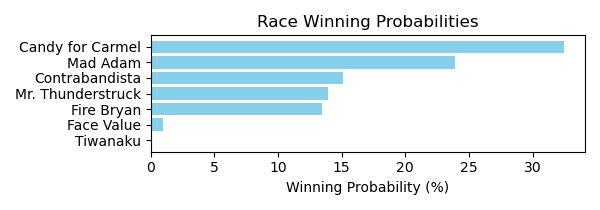 Race Winning Probabilities
Candy for Carmel
Mad Adam
Contrabandista
Mr. Thunderstruck
Fire Bryan
Face Value
Tiwanaku
0 5 10 15 20 25 30
Winning Probability (%)